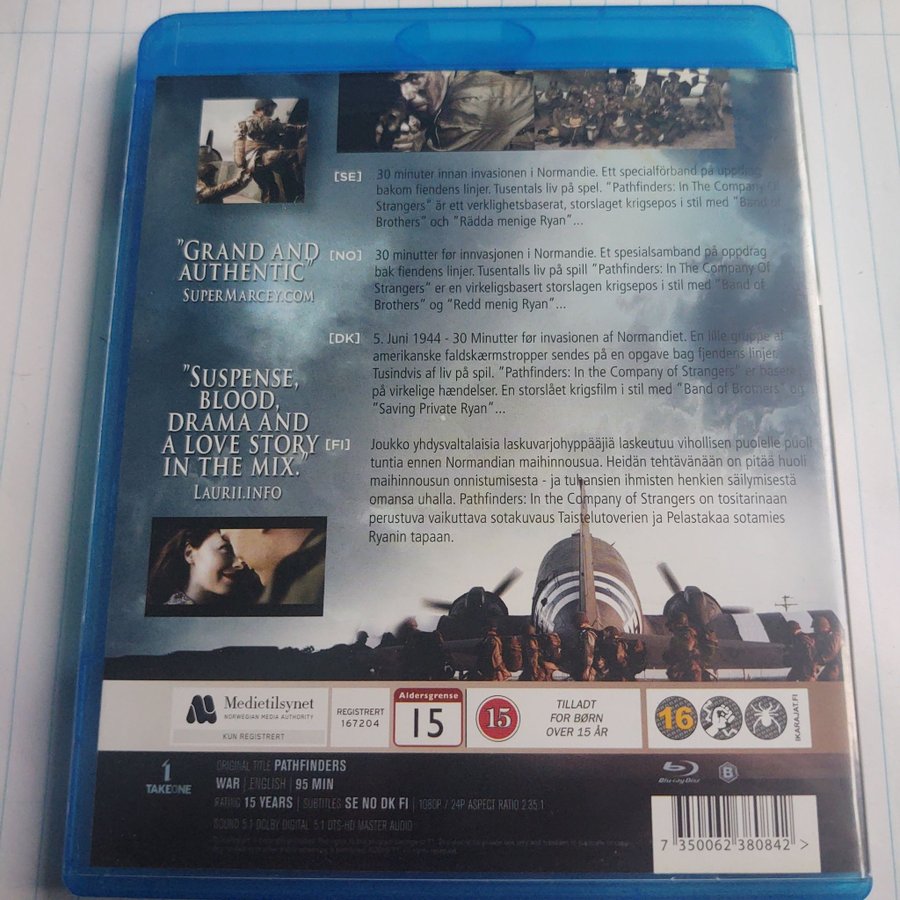 [SE]
30 minuter innan invasionen i Normandie. Ett specialförband på uppdrag
bakom fiendens linjer. Tusentals liv på spel. "Pathfinders: In The Company Of
Strangers" är ett verklighetsbaserat, storslaget krigsepos i stil med "Band of
Brothers" och "Rädda menige Ryan"...
"GRAND AND
AUTHENTIC"
SUPERMARCEY.COM
[NO]
30 minutter før innvasjonen i Normandie. Et spesialsamband på oppdrag
bak fiendens linjer. Tusentalls liv på spill "Pathfinders: In The Company Of
Strangers" er en virkeligsbasert storslagen krigsepos i stil med "Band of
Brothers" og "Redd menig Ryan"...
[DK]
5. Juni 1944 - 30 Minutter før invasionen af Normandiet. En lille gruppe af
amerikanske faldskærmstropper sendes på en opgave bag fjendens linjer.
Tusindvis af liv på spil. "Pathfinders: In the Company of Strangers" er baseret
på virkelige hændelser. En storslået krigsfilm i stil med "Band of Brothers" og
"Saving Private Ryan"...
"SUSPENSE,
BLOOD,
DRAMA AND
A LOVE STORY
IN THE MIX."
LAURII.INFO
[FI]
Joukko yhdysvaltalaisia laskuvarjohyppääjiä laskeutuu vihollisen puolelle puoli
tuntia ennen Normandian maihinnousua. Heidän tehtävänään on pitää huoli
maihinnousun onnistumisesta - ja tuhansien ihmisten henkien säilymisestä
omansa uhalla. Pathfinders: In the Company of Strangers on tositarinaan
perustuva vaikuttava sotakuvaus Taistelutoverien ja Pelastakaa sotamies
Ryanin tapaan.
Medietilsynet
NORWEGIAN MEDIA AUTHORITY
KUN REGISTRERT
REGISTRERT
167204
Aldersgrense
15
15
TILLADT
FOR BØRN
OVER 15 ÅR
16
IKARAJAT.FI
1
TAKEONE
ORIGINAL TITLE PATHFINDERS
WAR | ENGLISH | 95 MIN
RATING 15 YEARS | SUBTITLES SE NO DK FI | 1080P / 24P ASPECT RATIO 2.35:1
SOUND 5.1 DOLBY DIGITAL, 5.1 DTS-HD MASTER AUDIO
Blu-ray Disc
B
7 350062 380842 >